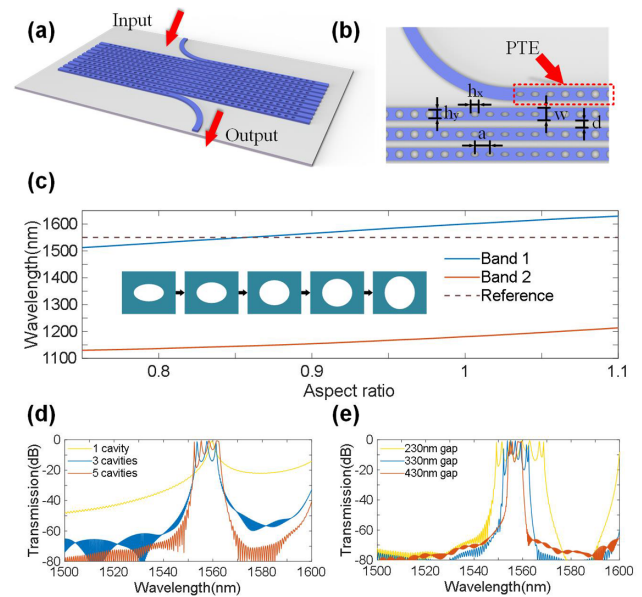 (a)
Input
Output
(b)
PTE
hx
hy
w
d
a
(c)
Wavelength(nm)
1600
1500
1400
1300
1200
1100
Band 1
Band 2
Reference
0.8
0.9
1
1.1
Aspect ratio
(d)
Transmission(dB)
0
-20
-40
-60
-80
1 cavity
3 cavities
5 cavities
1500
1520
1540
1560
1580
1600
Wavelength(nm)
(e)
Transmission(dB)
0
-20
-40
-60
-80
230nm gap
330nm gap
430nm gap
1500
1520
1540
1560
1580
1600
Wavelength(nm)